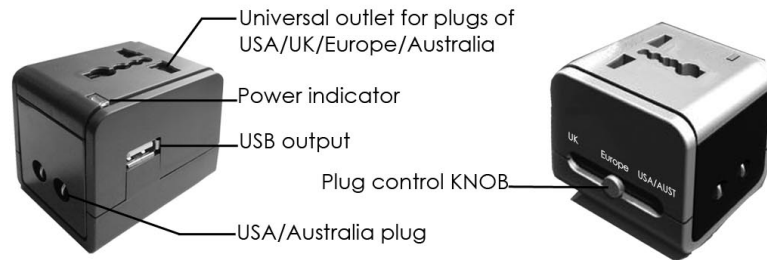 Universal outlet for plugs of
USA/UK/Europe/Australia
Power indicator
USB output
Plug control KNOB
USA/Australia plug
UK
Europe
USA/AUST